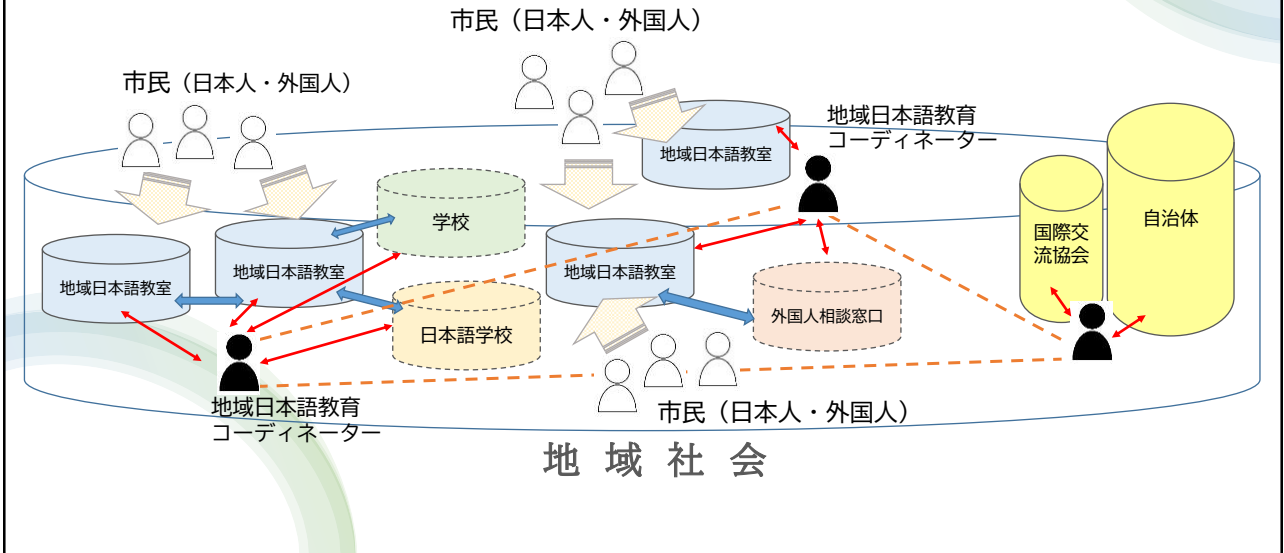 市民（日本人・外国人）
市民（日本人・外国人）
地域日本語教育
コーディネーター
地域日本語教室
学校
国際交
流協会
自治体
地域日本語教室
地域日本語教室
地域日本語教室
日本語学校
外国人相談窓口
地域日本語教育
コーディネーター
市民（日本人・外国人）
地域社会